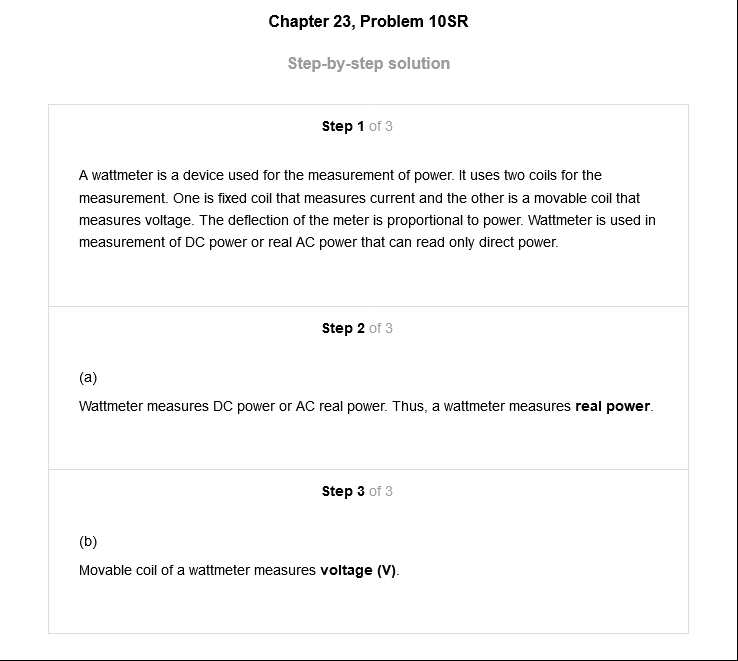 Chapter 23, Problem 10SR
Step-by-step solution
Step 1 of 3
A wattmeter is a device used for the measurement of power. It uses two coils for the
measurement. One is fixed coil that measures current and the other is a movable coil that
measures voltage. The deflection of the meter is proportional to power. Wattmeter is used in
measurement of DC power or real AC power that can read only direct power.
Step 2 of 3
(a)
Wattmeter measures DC power or AC real power. Thus, a wattmeter measures real power.
Step 3 of 3
(b)
Movable coil of a wattmeter measures voltage (V).